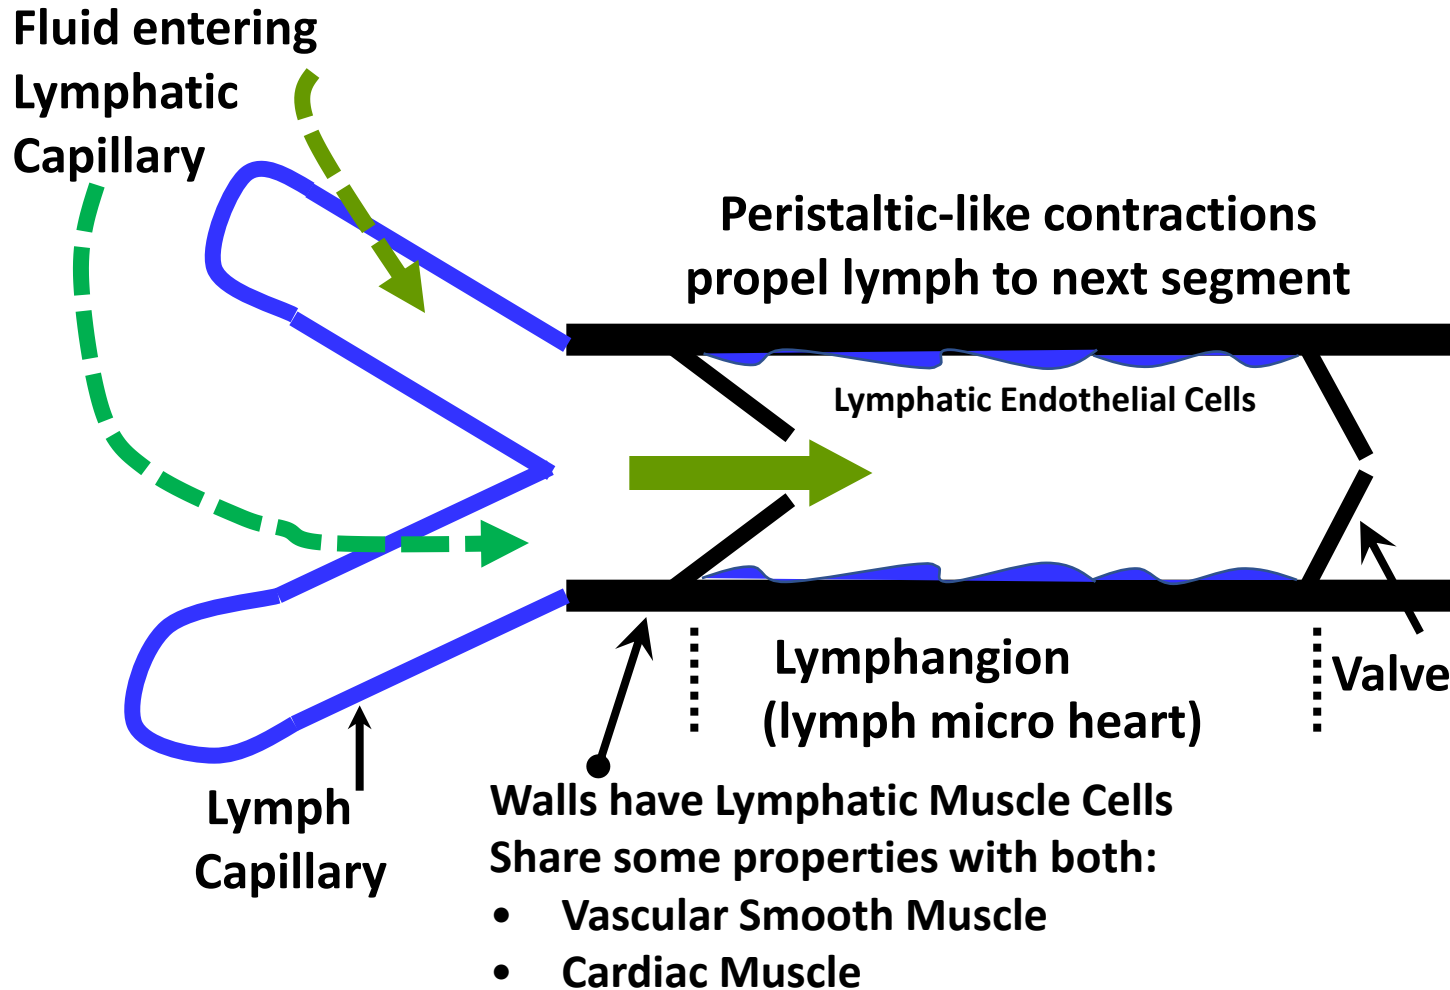 Fluid entering
Lymphatic
Capillary
Peristaltic-like contractions
propel lymph to next segment
Lymphatic Endothelial Cells
Lymphangion
(lymph micro heart)
Valve
Lymph
Capillary
Walls have Lymphatic Muscle Cells
Share some properties with both:
• Vascular Smooth Muscle
• Cardiac Muscle